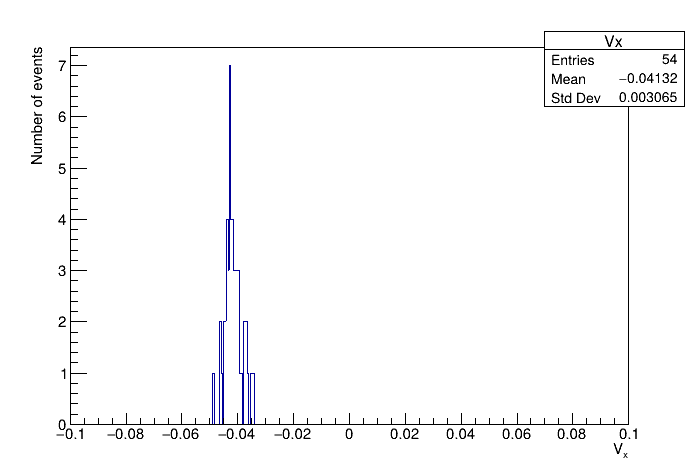 Vx
Entries 54
Mean −0.04132
Std Dev 0.003065
Number of events
7
6
5
4
3
2
1
0
−0.1 −0.08 −0.06 −0.04 −0.02 0 0.02 0.04 0.06 0.08 0.1
Vx